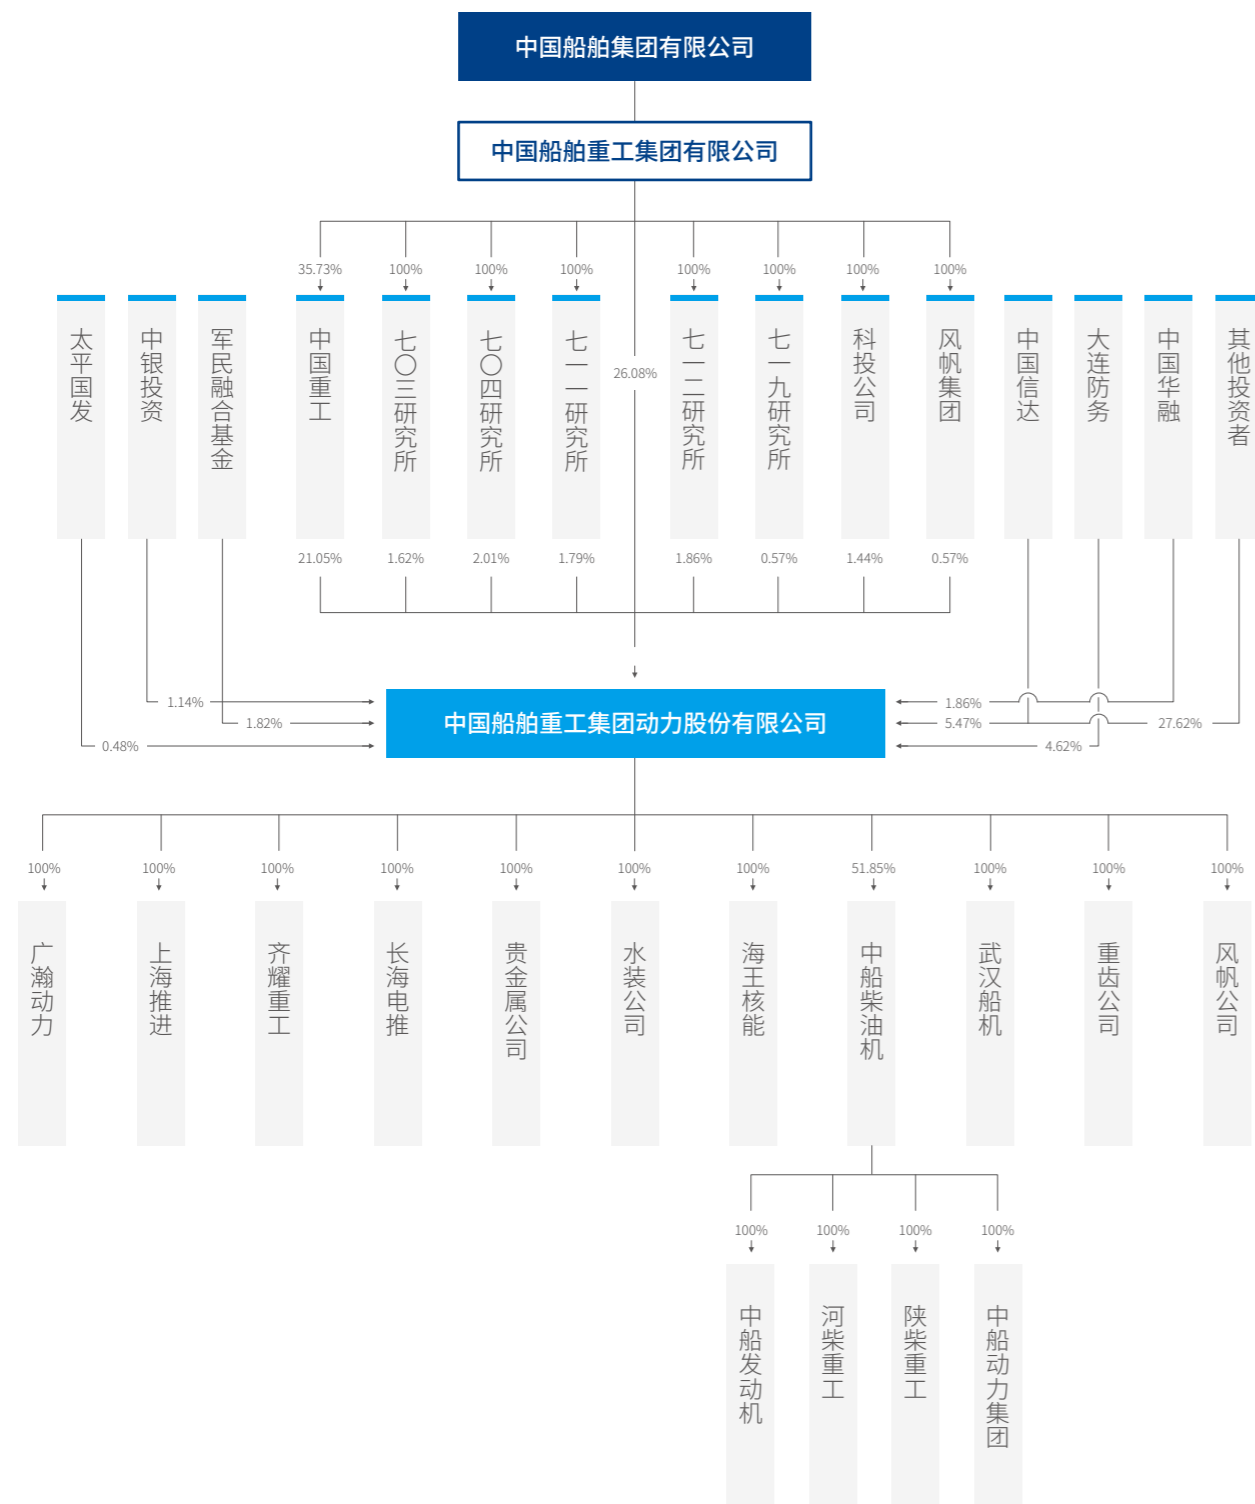 中国船舶集团有限公司
中国船舶重工集团有限公司
35.73%
100%
100%
100%
100%
100%
100%
100%
太平国发
中银投资
军民融合基金
中国重工
七〇三研究所
七〇四研究所
七一一研究所
26.08%
七一二研究所
七一九研究所
科投公司
风帆集团
中国信达
大连防务
中国华融
其他投资者
21.05%
1.62%
2.01%
1.79%
1.86%
0.57%
1.44%
0.57%
1.14%
1.82%
0.48%
中国船舶重工集团动力股份有限公司
1.86%
5.47%
27.62%
4.62%
100%
100%
100%
100%
100%
100%
100%
51.85%
100%
100%
100%
广瀚动力
上海推进
齐耀重工
长海电推
贵金属公司
水装公司
海王核能
中船柴油机
武汉船机
重齿公司
风帆公司
100%
100%
100%
100%
中船发动机
河柴重工
陕柴重工
中船动力集团